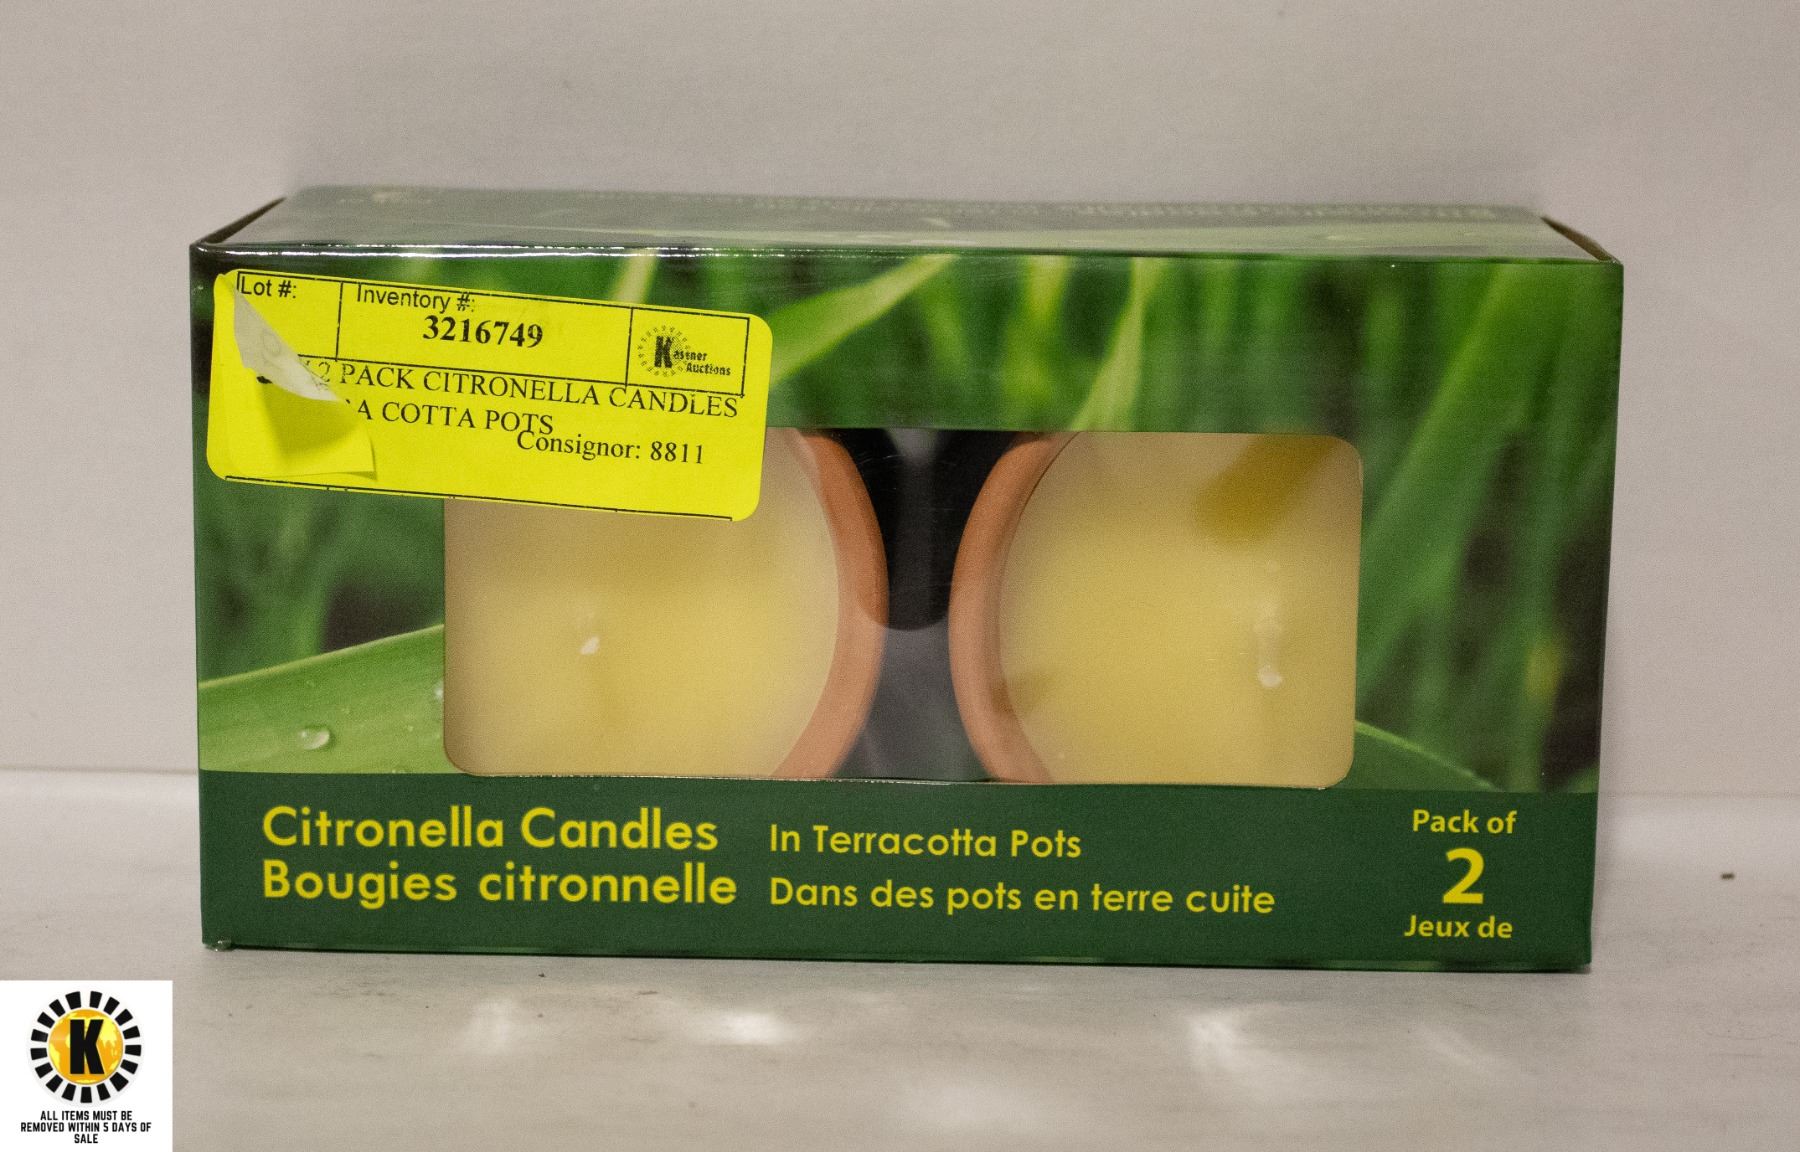 Lot #:
Inventory #:
3216749
Kastner
Auctions
2 PACK CITRONELLA CANDLES
A COTTA POTS
Consignor: 8811
Citronella Candles
Bougies citronnelle
In Terracotta Pots
Dans des pots en terre cuite
Pack of
2
Jeux de
K
ALL ITEMS MUST BE
REMOVED WITHIN 5 DAYS OF
SALE